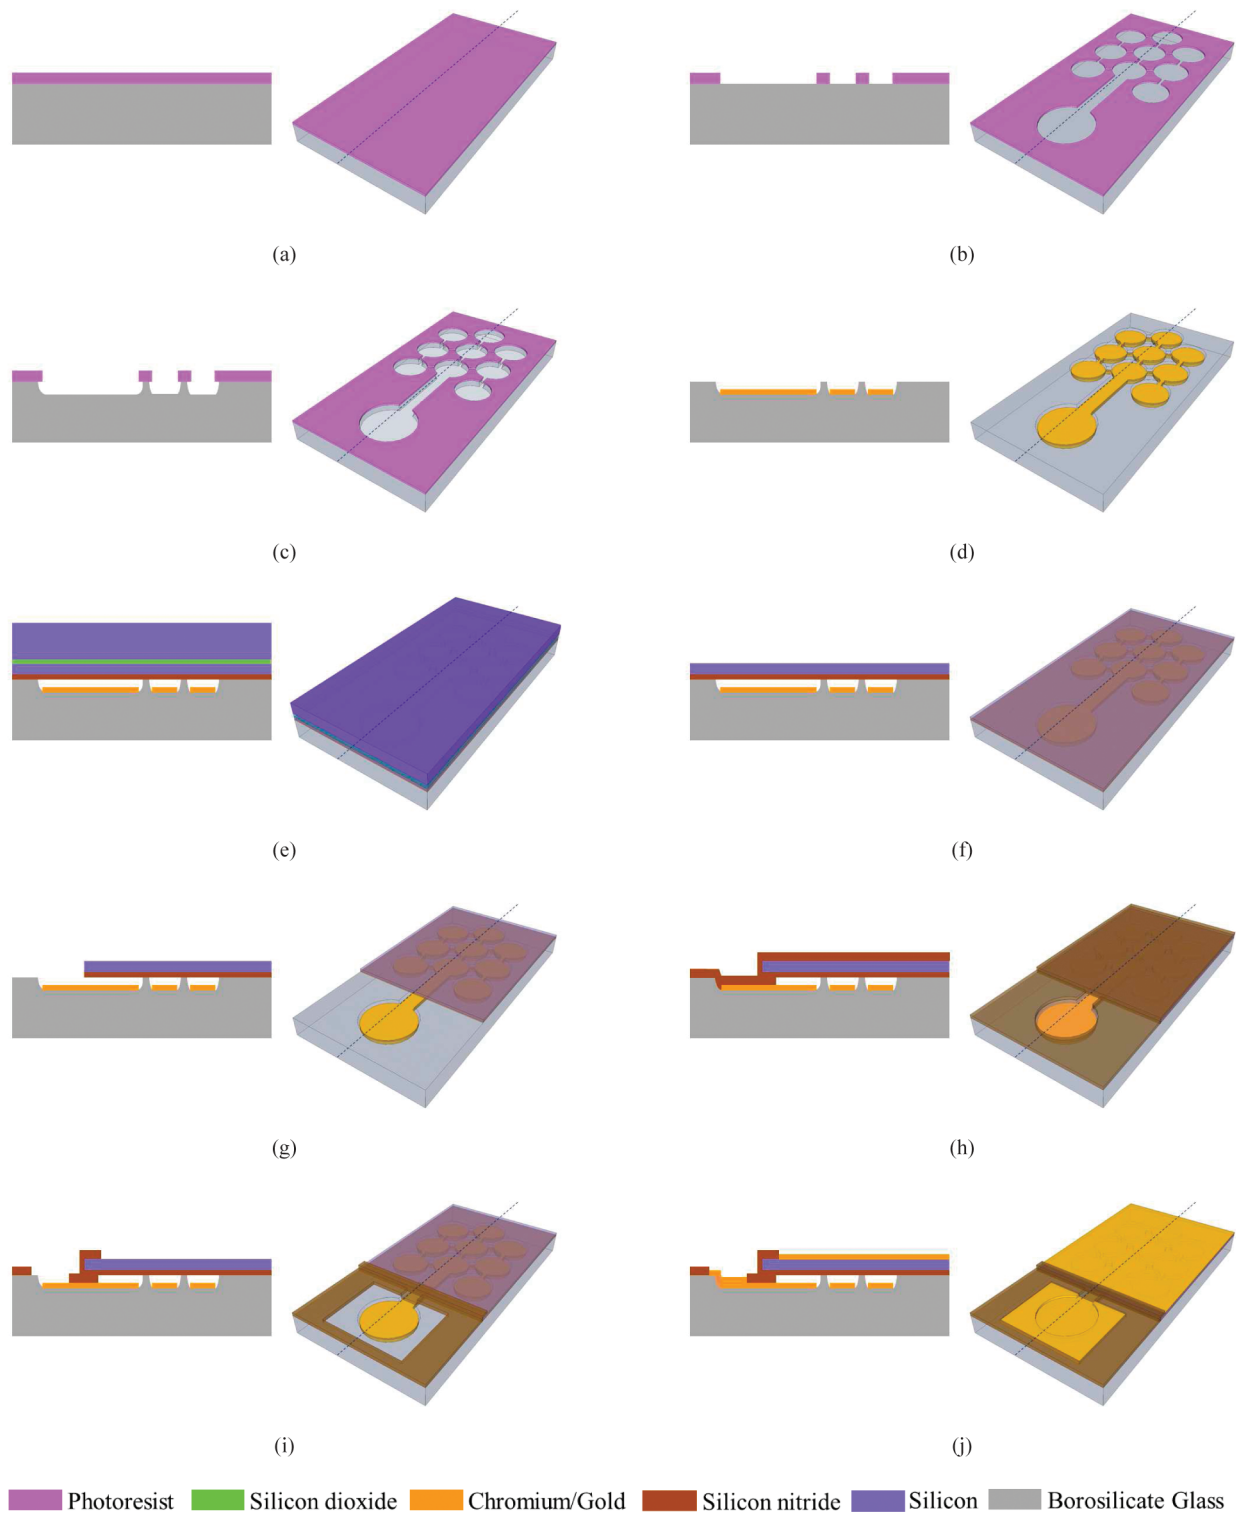 (a)
(b)
(c)
(d)
(e)
(f)
(g)
(h)
(i)
(j)
Photoresist Silicon dioxide Chromium/Gold Silicon nitride Silicon Borosilicate Glass